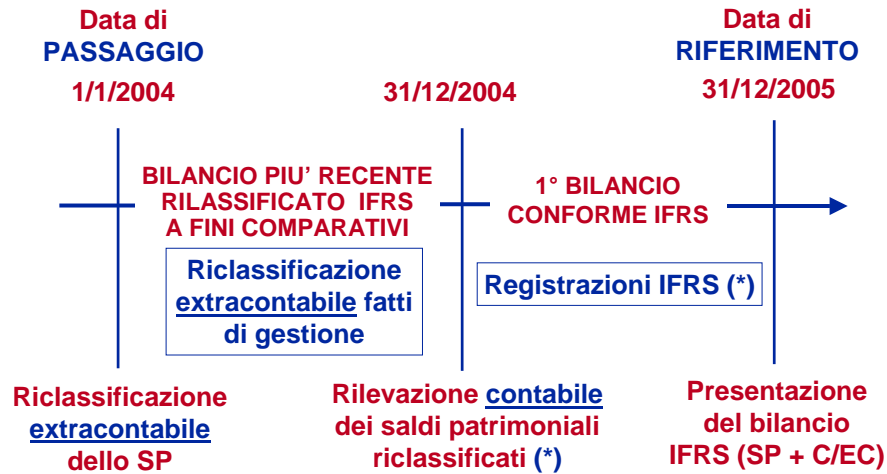 Data di
PASSAGGIO
1/1/2004
31/12/2004
Data di
RIFERIMENTO
31/12/2005
BILANCIO PIU' RECENTE
RILASSIFICATO IFRS
A FINI COMPARATIVI
1° BILANCIO
CONFORME IFRS
Riclassificazione
extracontabile fatti
di gestione
Registrazioni IFRS (*)
Riclassificazione
extracontabile
dello SP
Rilevazione contabile
dei saldi patrimoniali
riclassificati (*)
Presentazione
del bilancio
IFRS (SP + C/EC)